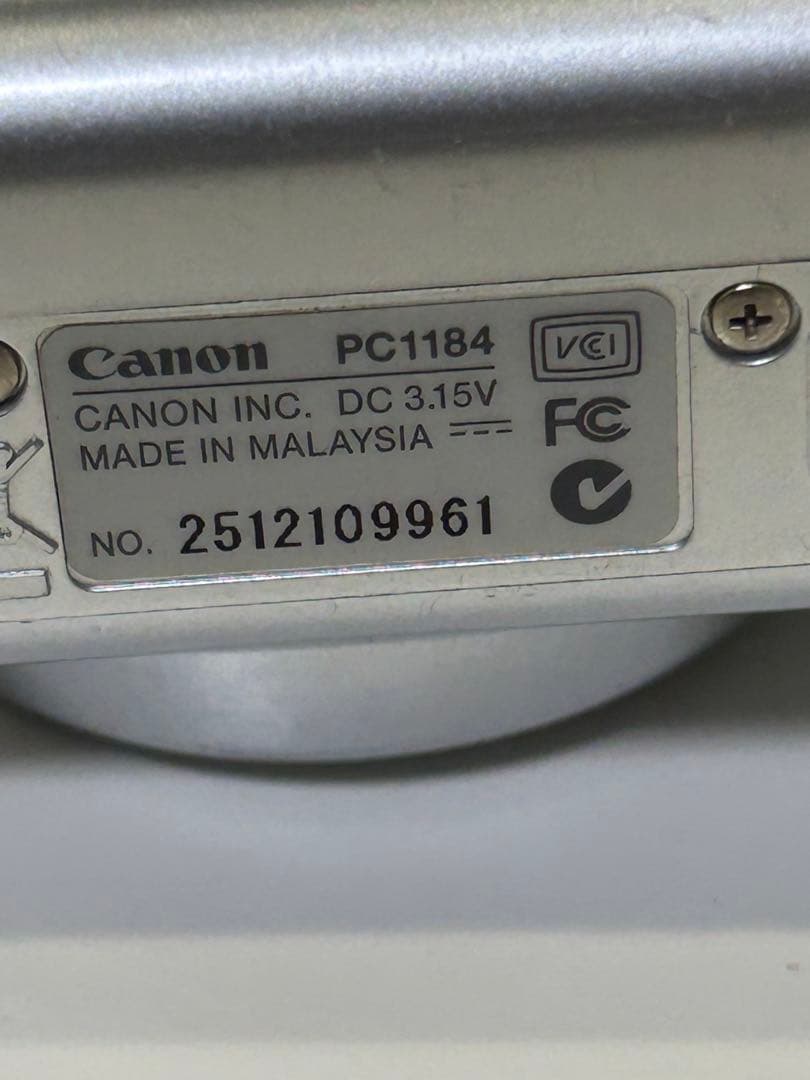 Canon PC1184
VCCI
CANON INC. DC 3.15V
MADE IN MALAYSIA
FC
NO. 2512109961